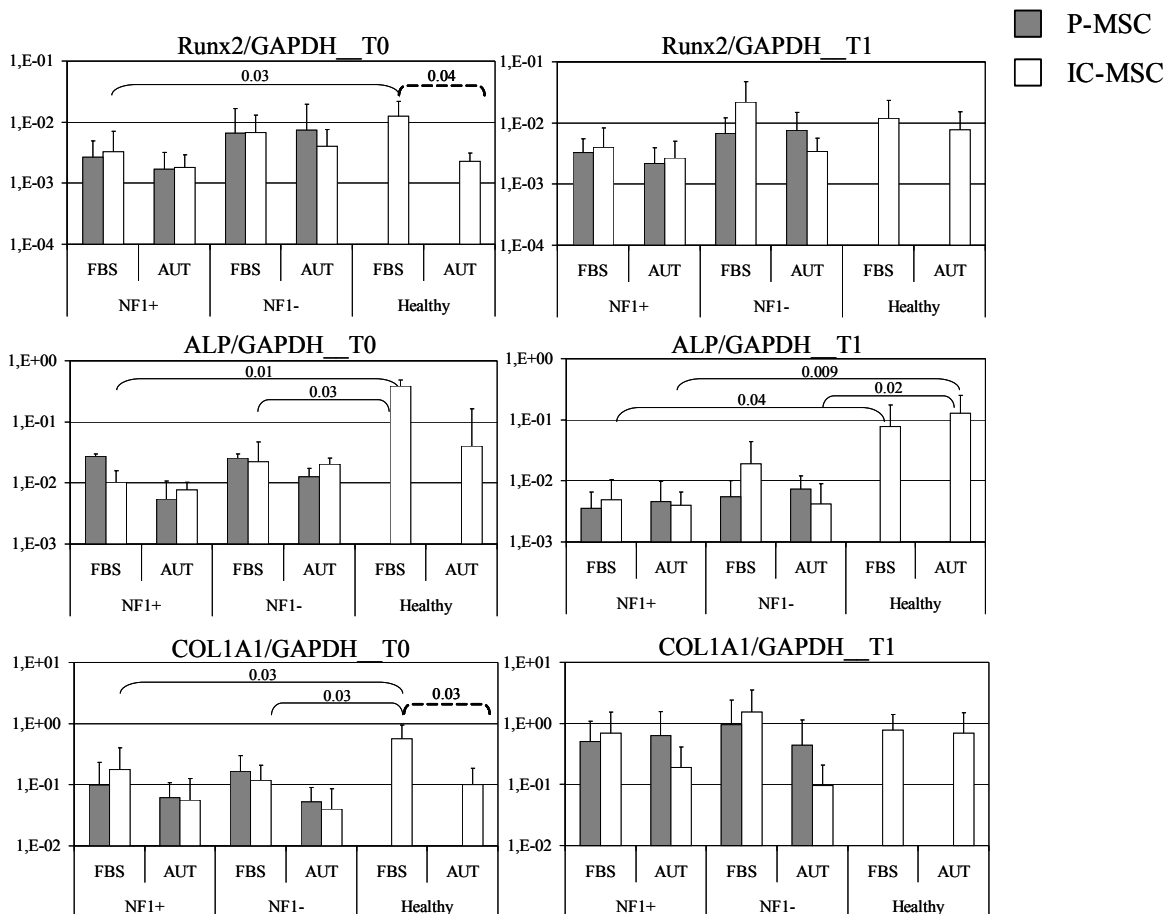 P-MSC
IC-MSC
Runx2/GAPDH__T0
1,E-01
1,E-02
1,E-03
1,E-04
0.03
0.04
FBS AUT FBS AUT FBS AUT
NF1+ NF1- Healthy
Runx2/GAPDH__T1
1,E-01
1,E-02
1,E-03
1,E-04
FBS AUT FBS AUT FBS AUT
NF1+ NF1- Healthy
ALP/GAPDH__T0
1,E+00
1,E-01
1,E-02
1,E-03
0.01
0.03
FBS AUT FBS AUT FBS AUT
NF1+ NF1- Healthy
ALP/GAPDH__T1
1,E+00
1,E-01
1,E-02
1,E-03
0.009
0.02
0.04
FBS AUT FBS AUT FBS AUT
NF1+ NF1- Healthy
COL1A1/GAPDH__T0
1,E+01
1,E+00
1,E-01
1,E-02
0.03
0.03
0.03
FBS AUT FBS AUT FBS AUT
NF1+ NF1- Healthy
COL1A1/GAPDH__T1
1,E+01
1,E+00
1,E-01
1,E-02
FBS AUT FBS AUT FBS AUT
NF1+ NF1- Healthy